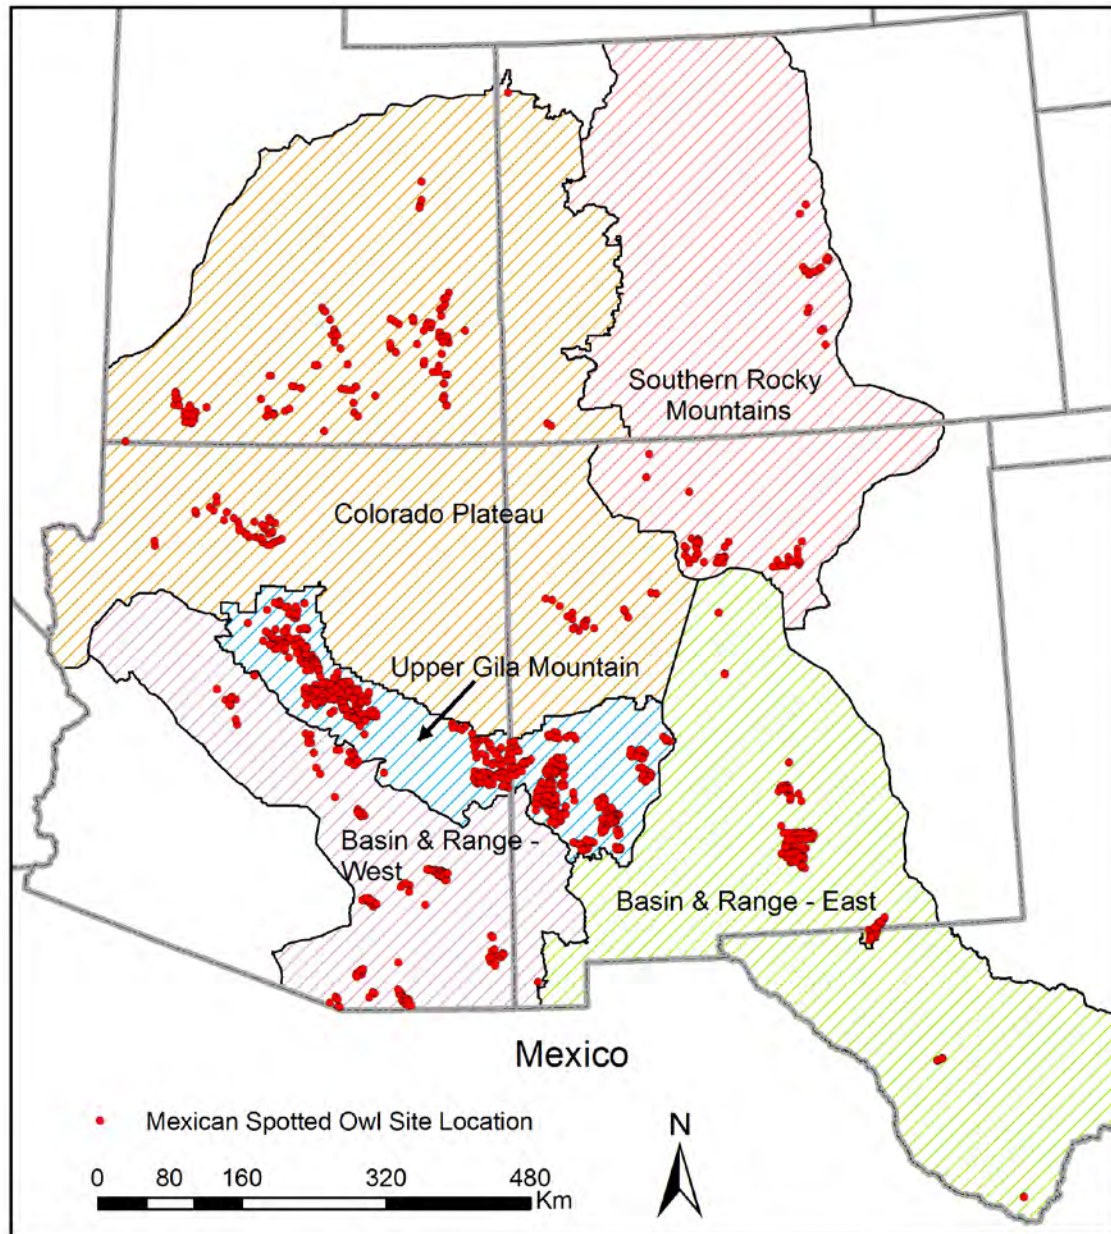 Southern Rocky
Mountains
Colorado Plateau
Upper Gila Mountain
Basin & Range -
West
Basin & Range - East
Mexico
Mexican Spotted Owl Site Location
N
0 80 160 320 480
Km